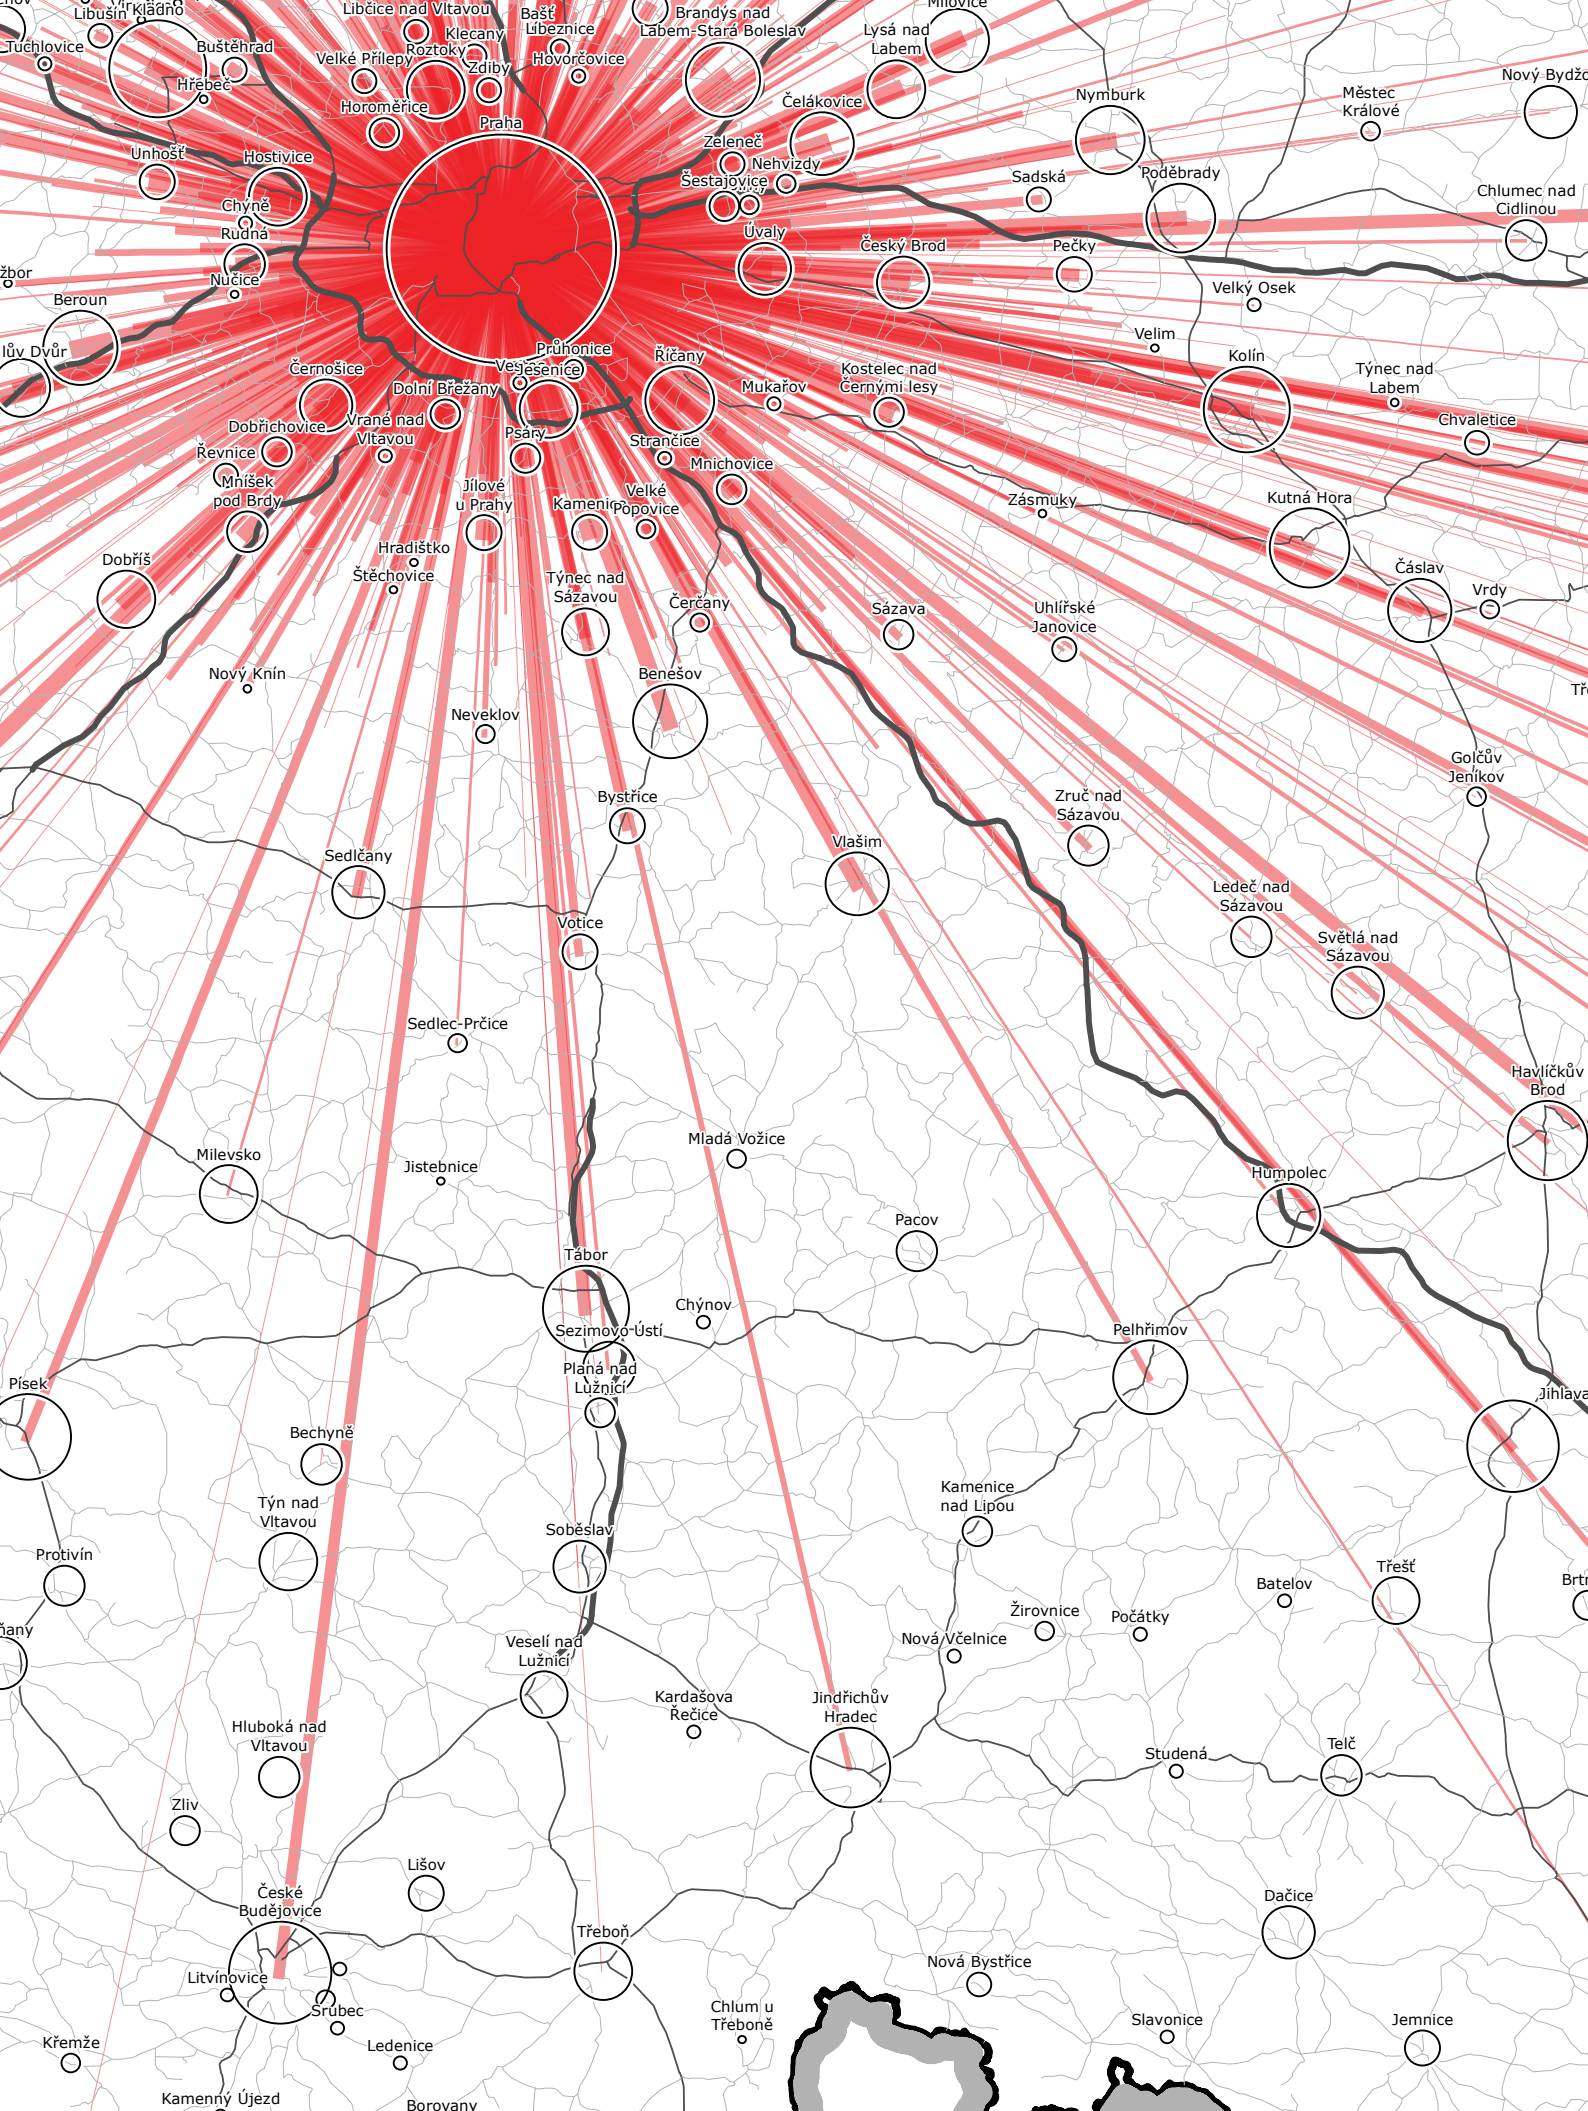 Libušín
Kladno
Libčice nad Vltavou
Bašť
Líbeznice
Klecany
Brandýs nad
Labem-Stará Boleslav
Milovice
Lysá nad
Labem
Tuchlovice
Buštěhrad
Hřebeč
Velké Přílepy
Roztoky
Zdiby
Hovorčovice
Horoměřice
Praha
Čelákovice
Nymburk
Městec
Králové
Nový Bydžo
Unhošť
Hostivice
Zeleneč
Nehvizdy
Šestajovice
Sadská
Poděbrady
Chlumec nad
Cidlinou
Chýně
Rudná
Nučice
Úvaly
Český Brod
Pečky
Velký Osek
žbor
Beroun
lův Dvůr
Černošice
Dolní Břežany
Průhonice
Jesenice
Říčany
Mukařov
Kostelec nad
Černými lesy
Velim
Kolín
Týnec nad
Labem
Chvaletice
Dobřichovice
Vrané nad
Vltavou
Řevnice
Mníšek
pod Brdy
Psáry
Strančice
Mnichovice
Jílové
u Prahy
Kamenice
Velké
Popovice
Zásmuky
Kutná Hora
Dobříš
Hradištko
Štěchovice
Týnec nad
Sázavou
Čerčany
Sázava
Uhlířské
Janovice
Čáslav
Vrdy
Nový Knín
Benešov
Tře
Neveklov
Bystřice
Golčův
Jeníkov
Zruč nad
Sázavou
Sedlčany
Vlašim
Votice
Ledeč nad
Sázavou
Světlá nad
Sázavou
Sedlec-Prčice
Havlíčkův
Brod
Milevsko
Jistebnice
Mladá Vožice
Humpolec
Pacov
Tábor
Chýnov
Sezimovo Ústí
Planá nad
Lužnicí
Pelhřimov
Písek
Jihlava
Bechyně
Týn nad
Vltavou
Kamenice
nad Lipou
Soběslav
Protivín
Třešť
Brtn
Batelov
Žirovnice
Počátky
Nová Včelnice
ňany
Veselí nad
Lužnicí
Kardašova
Řečice
Jindřichův
Hradec
Hluboká nad
Vltavou
Studená
Telč
Zliv
Lišov
České
Budějovice
Dačice
Třeboň
Litvínovice
Srubec
Nová Bystřice
Chlum u
Třeboně
Slavonice
Jemnice
Křemže
Ledenice
Kamenný Újezd
Borovany